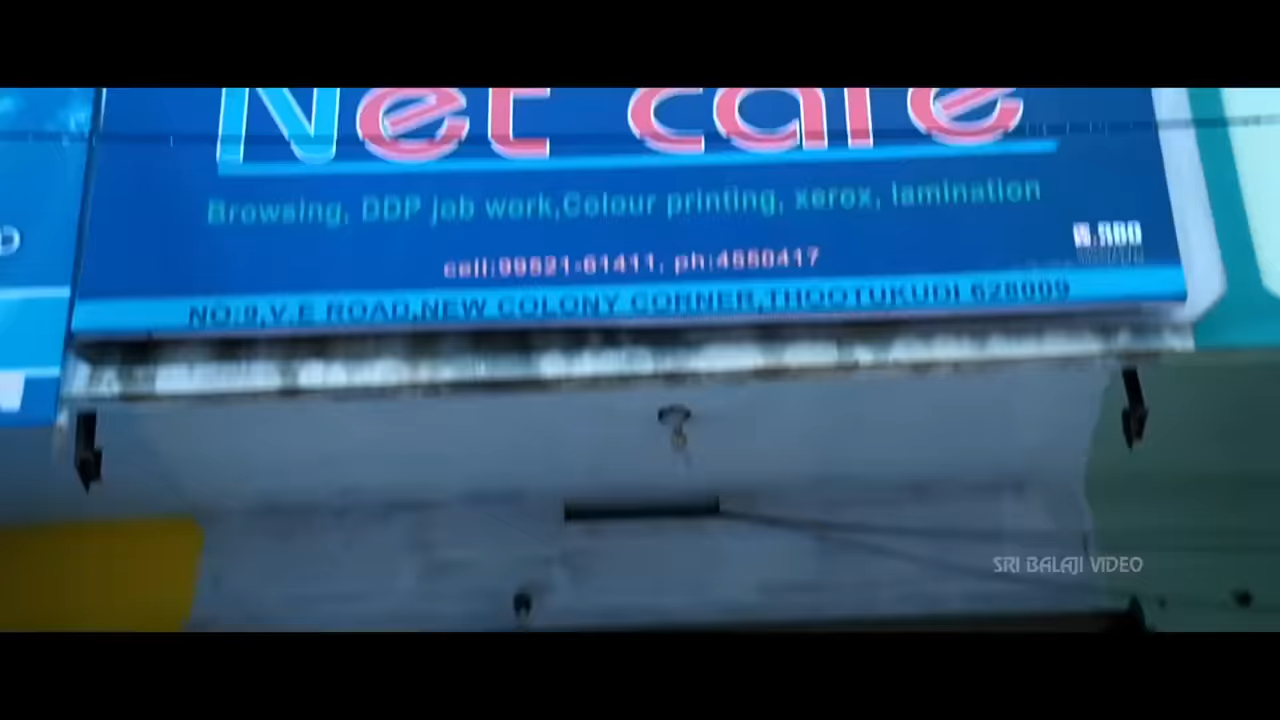 Net care
Browsing, DDP job work,Colour printing, xerox, lamination
cell:99521-61411, ph:4550417
NO:9,V.E ROAD,NEW COLONY CORNER,THOOTUKUDI 628009
SRI BALAJI VIDEO